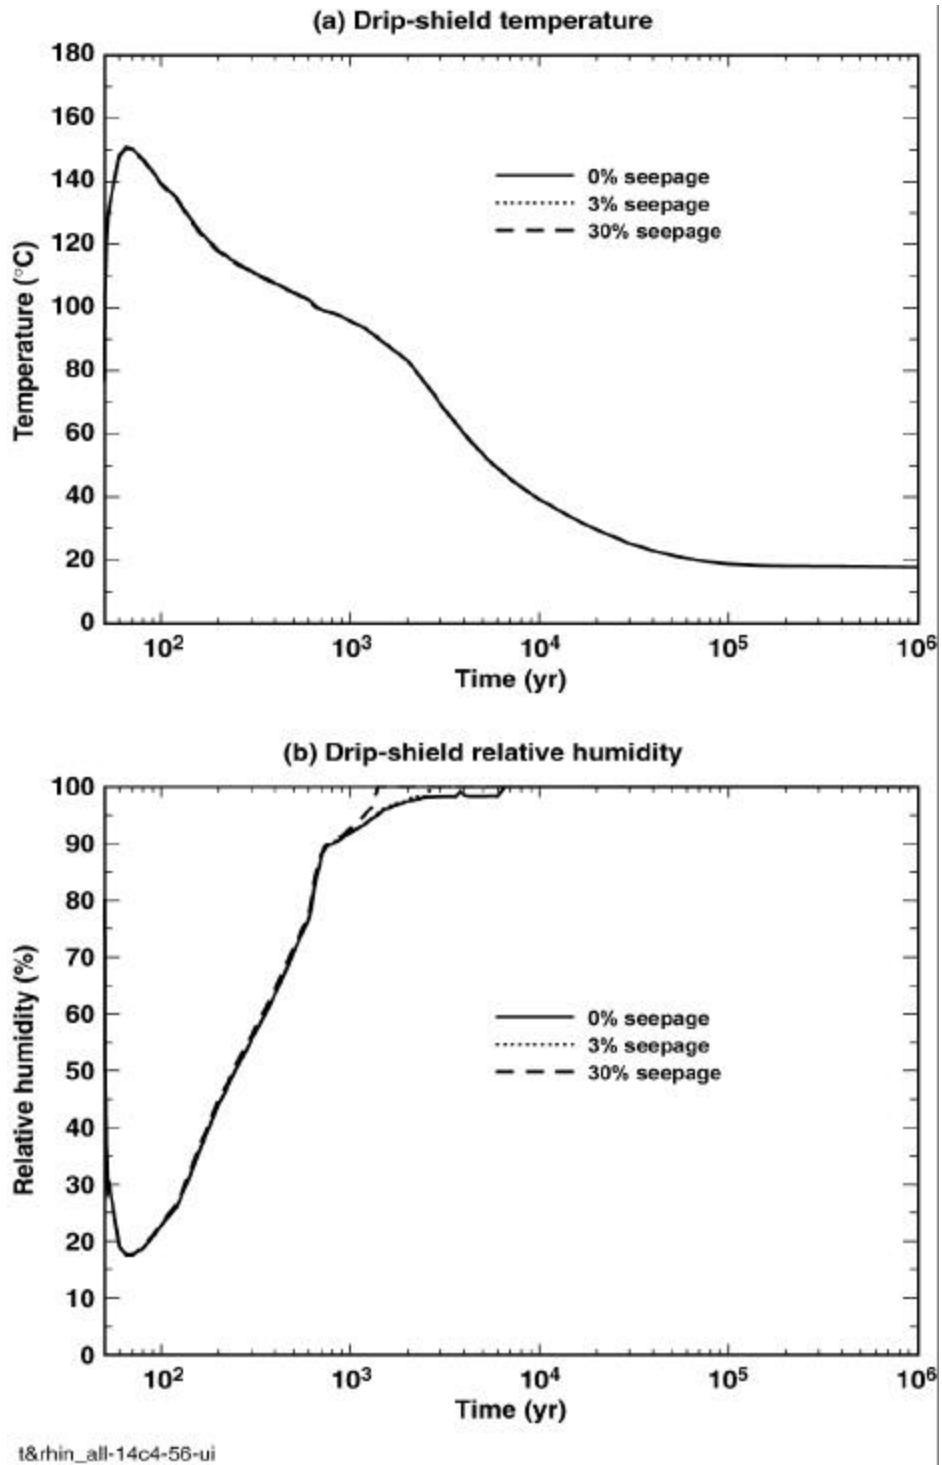 (a) Drip-shield temperature
180
160
140
120
100
80
60
40
20
0
Temperature (°C)
0% seepage
3% seepage
30% seepage
10² 10³ 10⁴ 10⁵ 10⁶
Time (yr)
(b) Drip-shield relative humidity
100
90
80
70
60
50
40
30
20
10
0
Relative humidity (%)
0% seepage
3% seepage
30% seepage
10² 10³ 10⁴ 10⁵ 10⁶
Time (yr)
t&rhin_all-14c4-56-ui